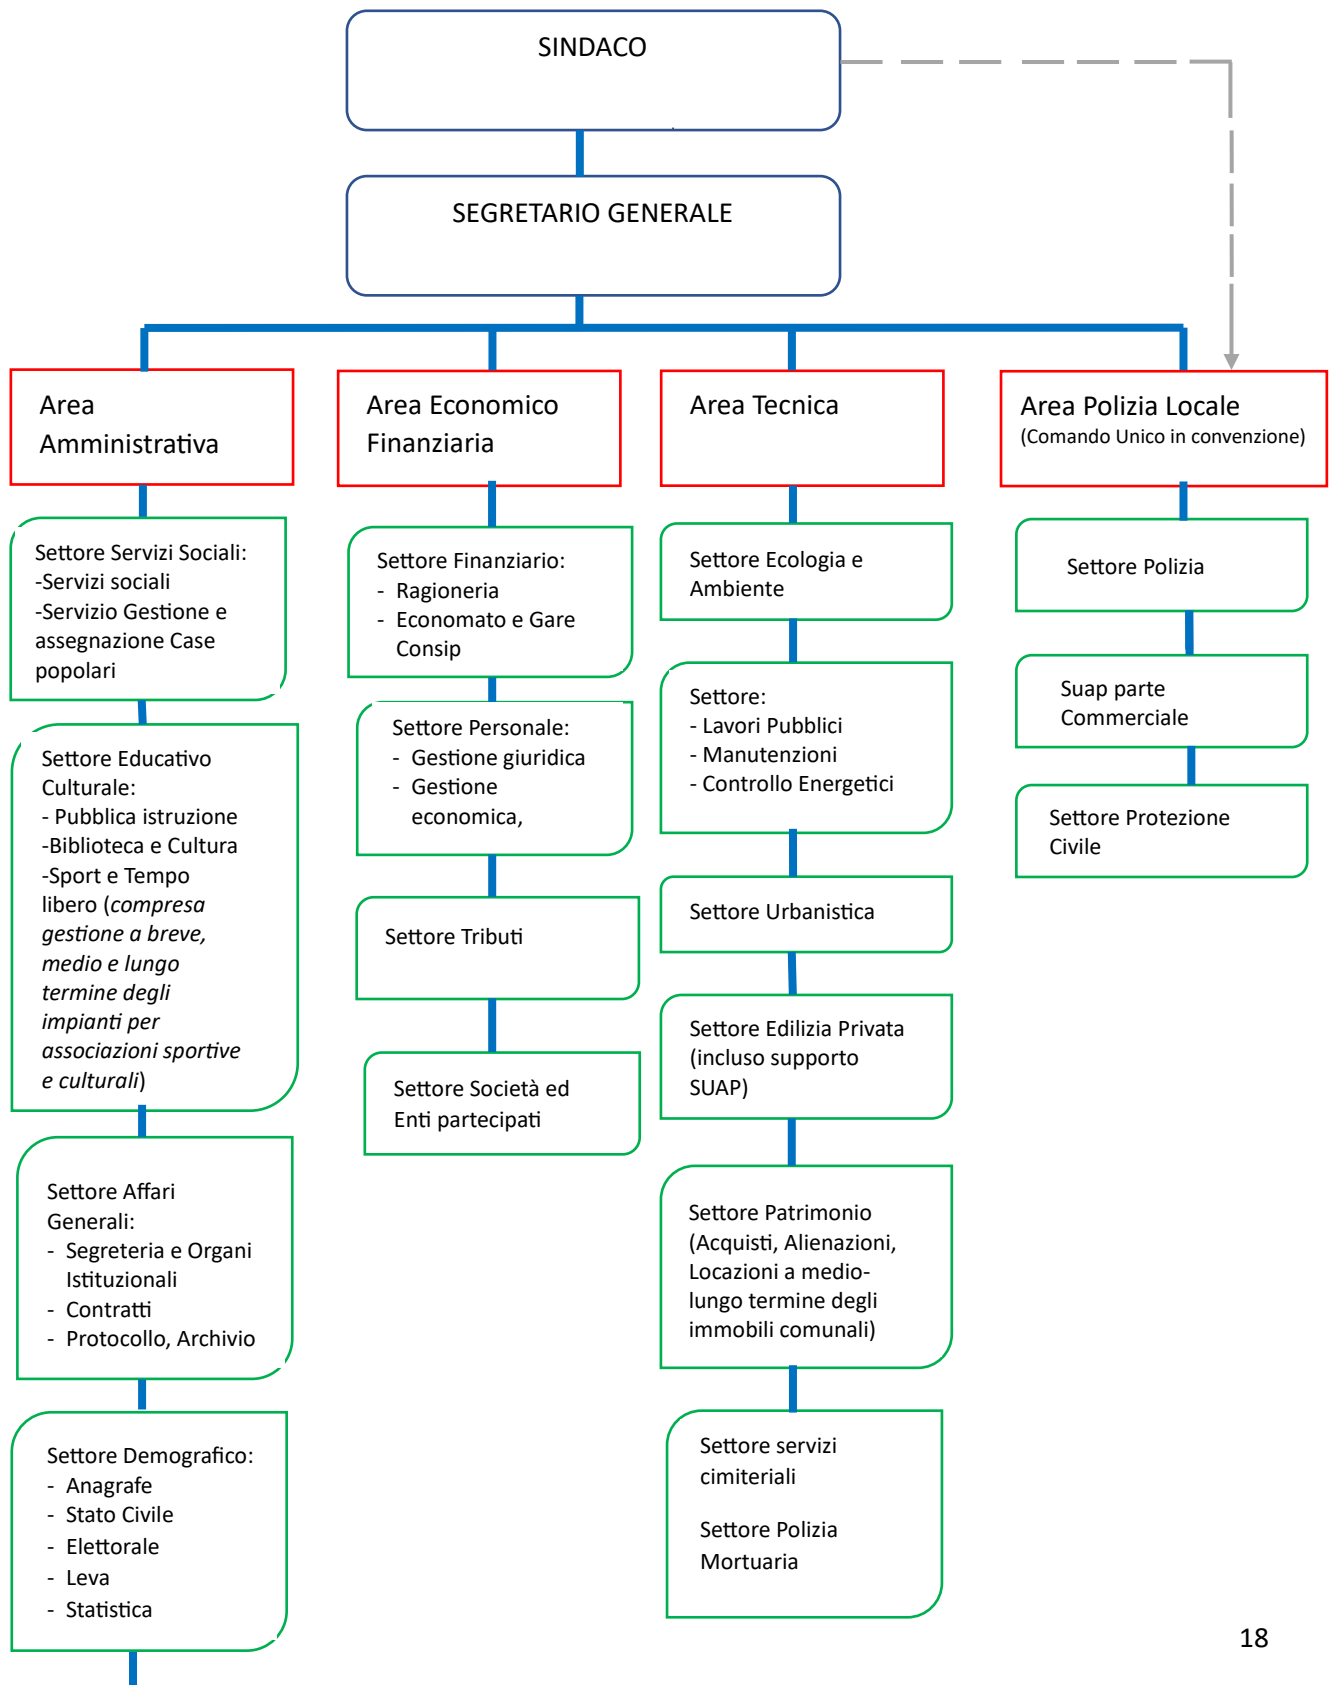 SINDACO
SEGRETARIO GENERALE
Area
Amministrativa
Settore Servizi Sociali:
-Servizi sociali
-Servizio Gestione e
assegnazione Case
popolari
Settore Educativo
Culturale:
- Pubblica istruzione
-Biblioteca e Cultura
-Sport e Tempo
libero (compresa
gestione a breve,
medio e lungo
termine degli
impianti per
associazioni sportive
e culturali)
Settore Affari
Generali:
- Segreteria e Organi
Istituzionali
- Contratti
- Protocollo, Archivio
Settore Demografico:
- Anagrafe
- Stato Civile
- Elettorale
- Leva
- Statistica
Area Economico
Finanziaria
Settore Finanziario:
- Ragioneria
- Economato e Gare
Consip
Settore Personale:
- Gestione giuridica
- Gestione
economica,
Settore Tributi
Settore Società ed
Enti partecipati
Area Tecnica
Settore Ecologia e
Ambiente
Settore:
- Lavori Pubblici
- Manutenzioni
- Controllo Energetici
Settore Urbanistica
Settore Edilizia Privata
(incluso supporto
SUAP)
Settore Patrimonio
(Acquisti, Alienazioni,
Locazioni a medio-
lungo termine degli
immobili comunali)
Settore servizi
cimiteriali
Settore Polizia
Mortuaria
Area Polizia Locale
(Comando Unico in convenzione)
Settore Polizia
Suap parte
Commerciale
Settore Protezione
Civile
18